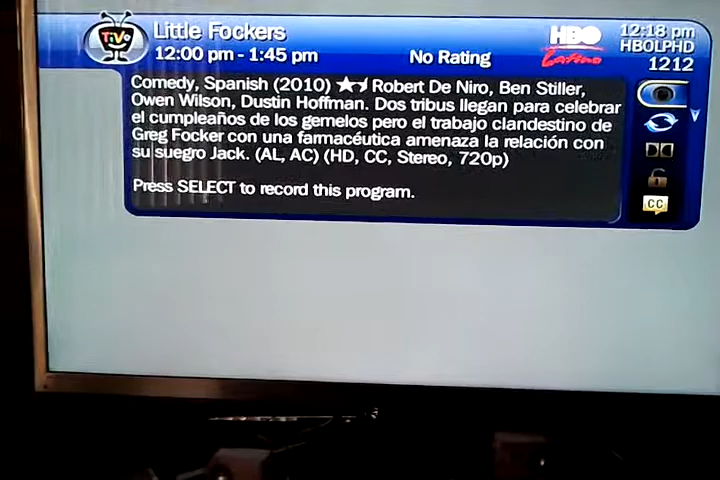 TiVo
Little Fockers
12:00 pm - 1:45 pm
No Rating
HBO
Latino
12:18 pm
HBOLPHD
1212
Comedy, Spanish (2010) ★ Robert De Niro, Ben Stiller,
Owen Wilson, Dustin Hoffman. Dos tribus llegan para celebrar
el cumpleaños de los gemelos pero el trabajo clandestino de
Greg Focker con una farmacéutica amenaza la relación con
su suegro Jack. (AL, AC) (HD, CC, Stereo, 720p)
Press SELECT to record this program.
CC